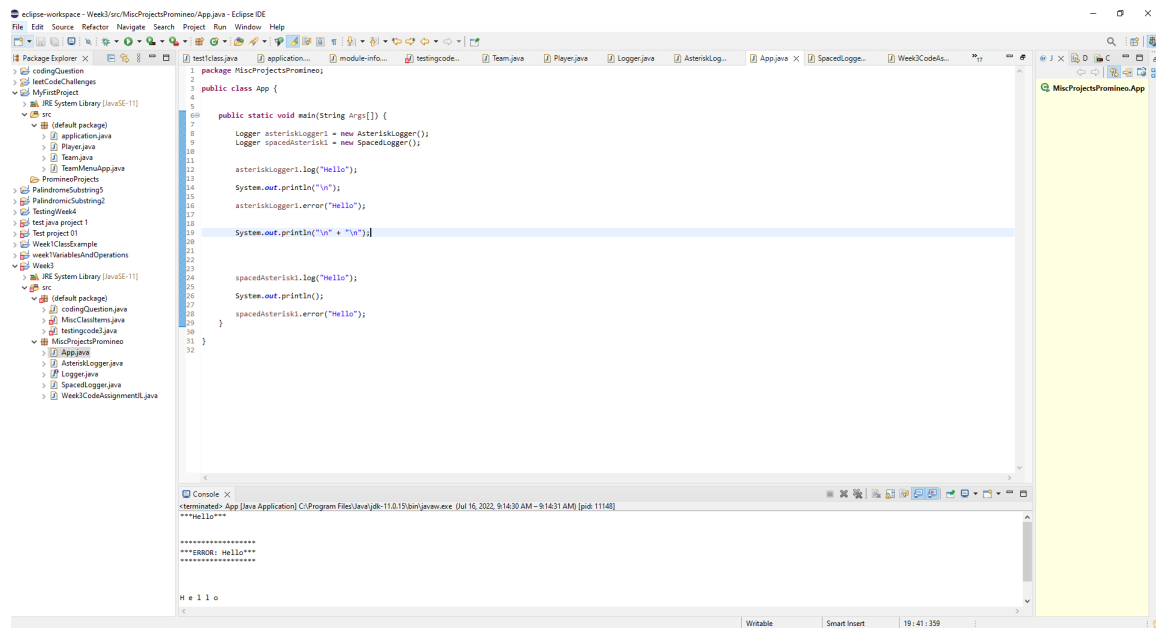 eclipse-workspace - Week3/src/MiscProjectsPromineo/App.java - Eclipse IDE
File Edit Source Refactor Navigate Search Project Run Window Help
Package Explorer
codingQuestion
leetCodeChallenges
MyFirstProject
JRE System Library [JavaSE-11]
src
(default package)
application.java
Player.java
Team.java
TeamMenuApp.java
PromineoProjects
PalindromeSubstring5
PalindromicSubstring2
TestingWeek4
test java project 1
Test project 01
Week1ClassExample
week1VariablesAndOperations
Week3
JRE System Library [JavaSE-11]
src
(default package)
codingQuestion.java
MiscClassItems.java
testingcode3.java
MiscProjectsPromineo
App.java
AsteriskLogger.java
Logger.java
SpacedLogger.java
Week3CodeAssignmentJL.java
test1class.java application.... module-info.... testingcode... Team.java Player.java Logger.java AsteriskLog... App.java SpacedLogge... Week3CodeAs... »17
1 package MiscProjectsPromineo;
2
3 public class App {
4
5
6 public static void main(String Args[]) {
7
8 Logger asteriskLogger1 = new AsteriskLogger();
9 Logger spacedAsterisk1 = new SpacedLogger();
10
11
12 asteriskLogger1.log("Hello");
13
14 System.out.println("\n");
15
16 asteriskLogger1.error("Hello");
17
18
19 System.out.println("\n" + "\n");
20
21
22
23
24 spacedAsterisk1.log("Hello");
25
26 System.out.println();
27
28 spacedAsterisk1.error("Hello");
29 }
30
31 }
32
J D C
MiscProjectsPromineo.App
Console
<terminated> App [Java Application] C:\Program Files\Java\jdk-11.0.15\bin\javaw.exe (Jul 16, 2022, 9:14:30 AM – 9:14:31 AM) [pid: 11148]
***Hello***
******************
***ERROR: Hello***
******************
H e l l o
Writable Smart Insert 19 : 41 : 359